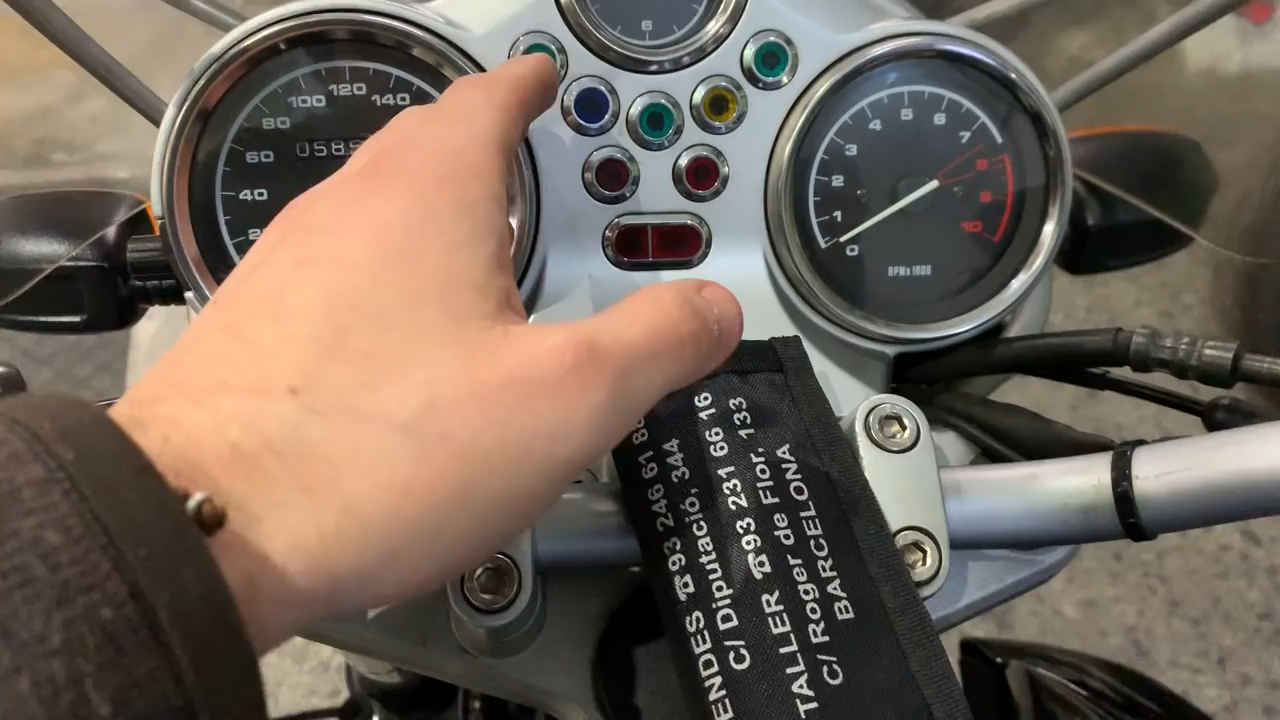 6
100 120 140
80
60
40
058
5
4 6
3 7
2 8
1 9
0 10
RPMx1000
93 246 61
C/ Diputació, 344
☎93 231 66 16
TALLER
C/ Roger de Flor, 133
BARCELONA